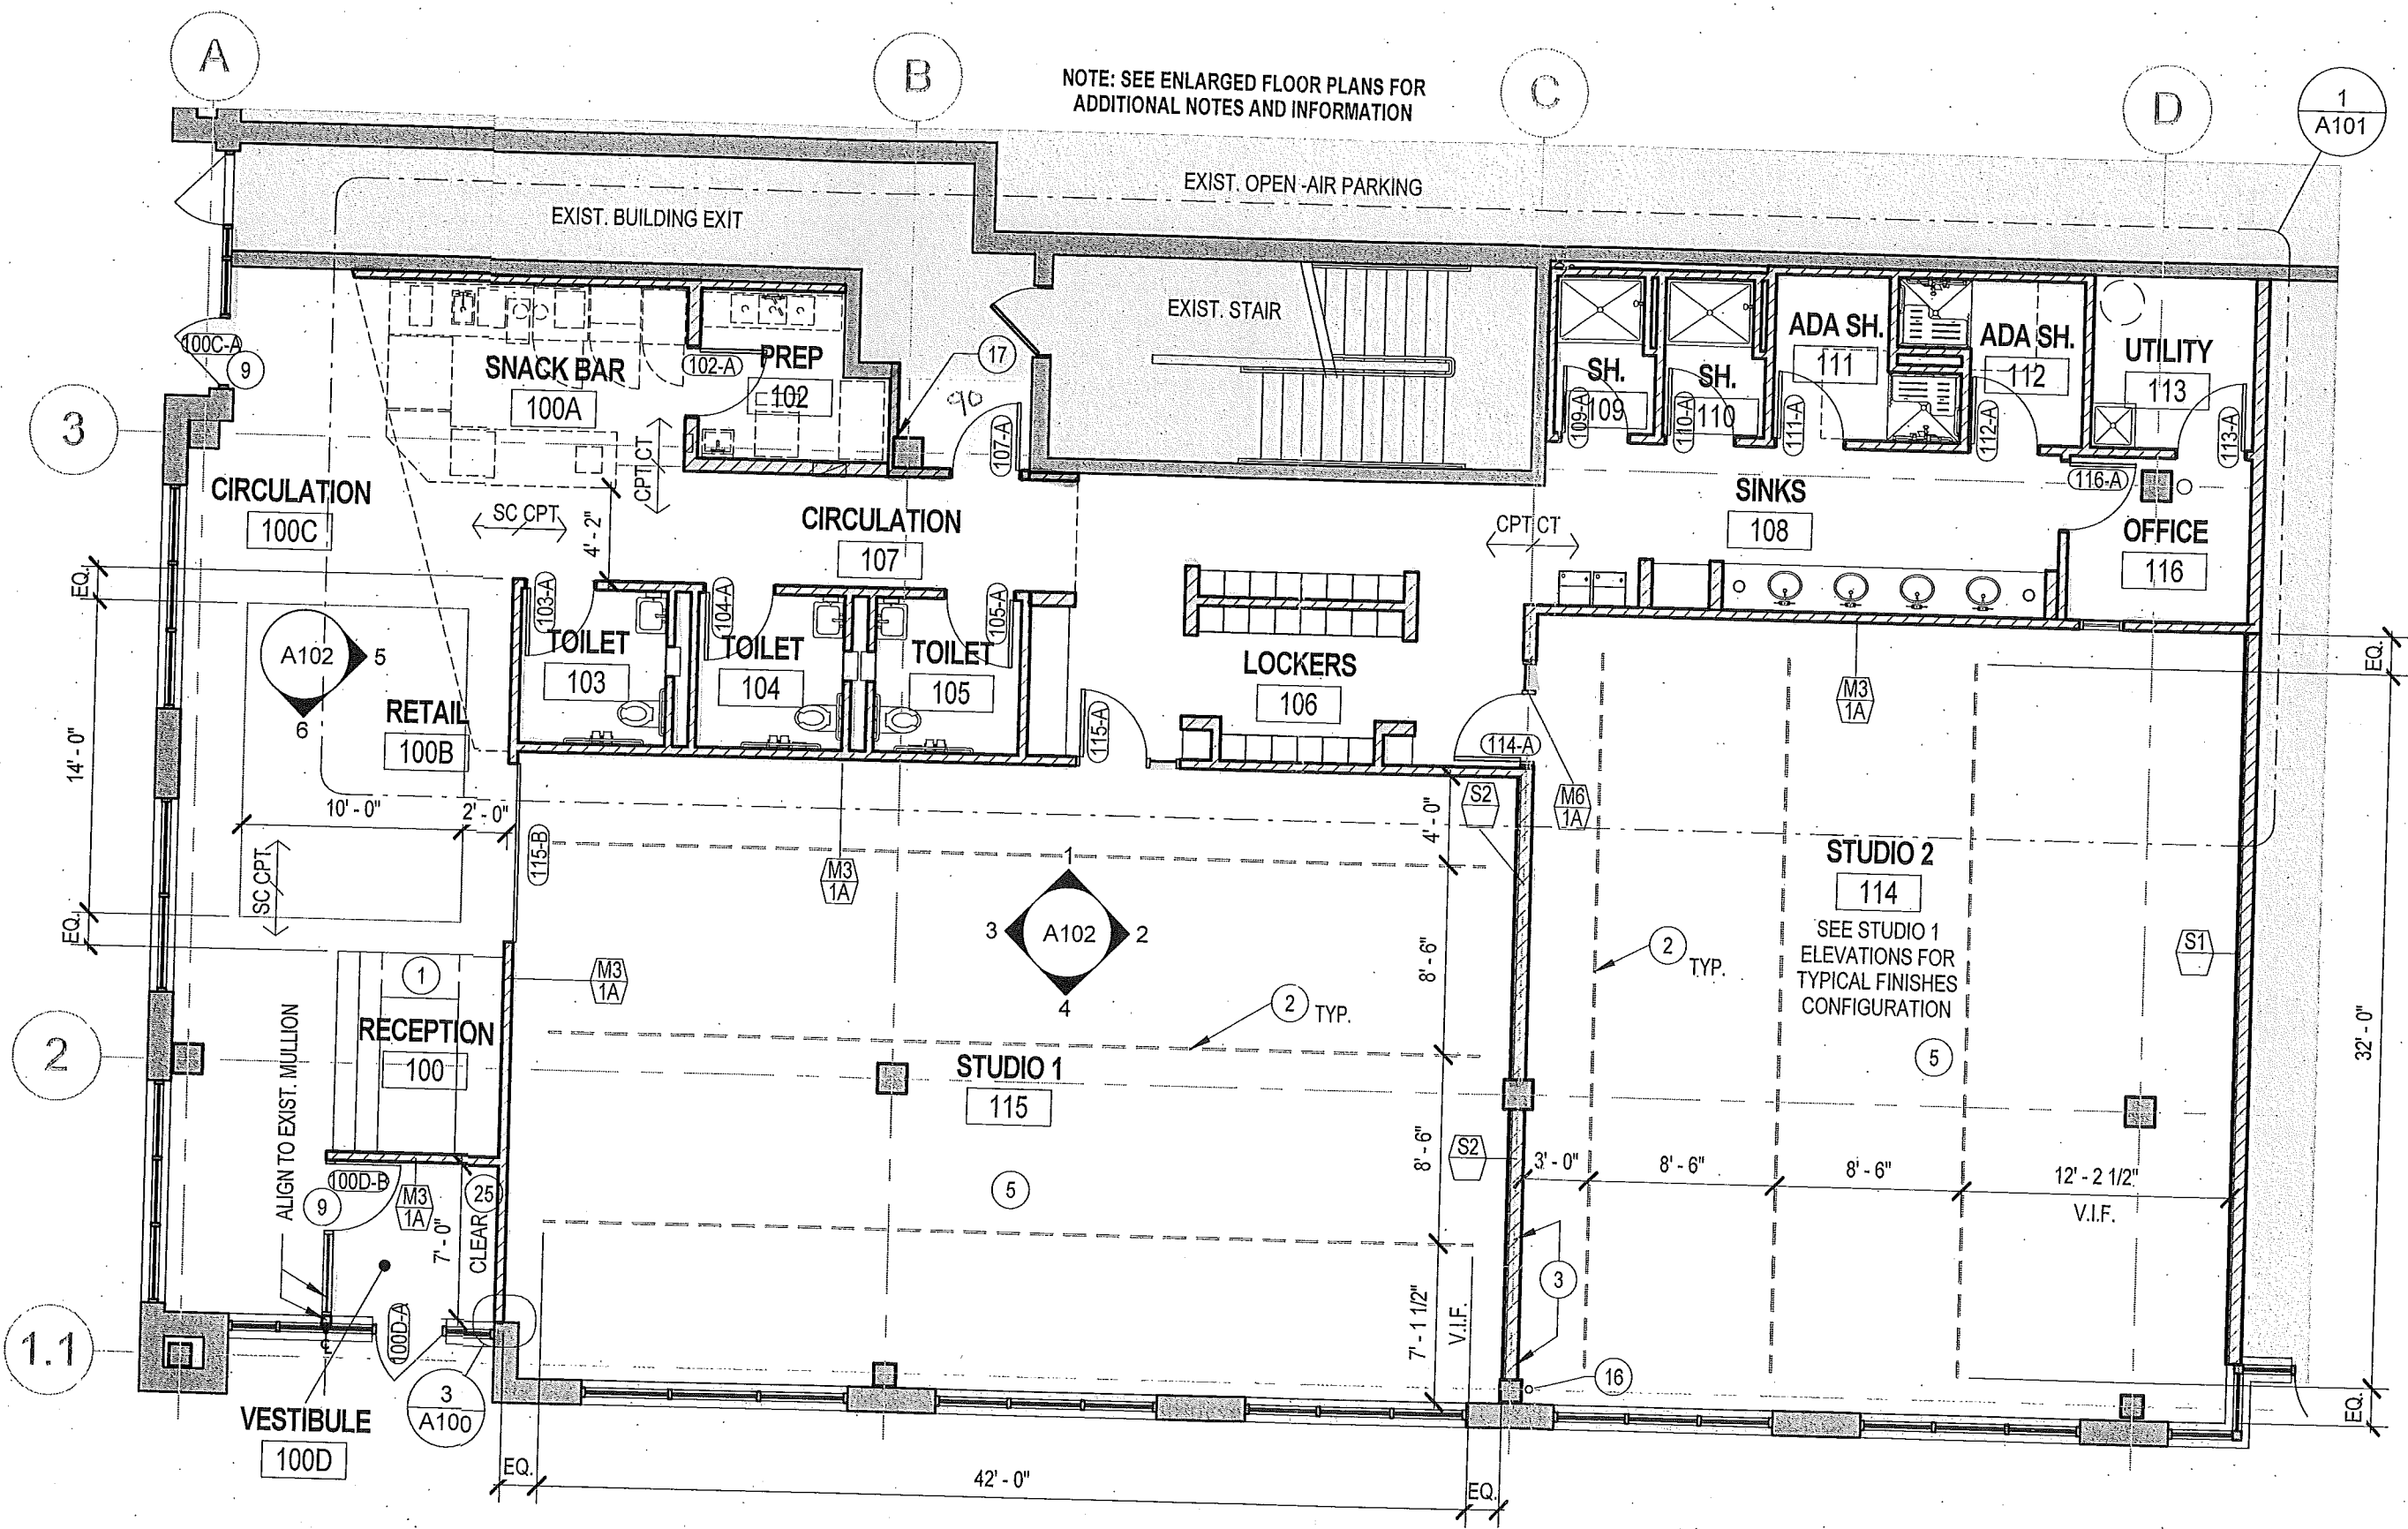 A
B
C
D
NOTE: SEE ENLARGED FLOOR PLANS FOR
ADDITIONAL NOTES AND INFORMATION
1
A101
EXIST. OPEN -AIR PARKING
EXIST. BUILDING EXIT
EXIST. STAIR
100C-A
9
3
SNACK BAR
100A
102-A
PREP
102
17
90
107-A
SH.
109
109-A
SH.
110
110-A
ADA SH.
111
111-A
ADA SH.
112
112-A
UTILITY
113
113-A
CIRCULATION
100C
SC CPT
4' - 2"
CPT CT
CIRCULATION
107
CPT CT
SINKS
108
116-A
OFFICE
116
EQ.
14' - 0"
EQ.
A102
5
6
RETAIL
100B
10' - 0"
2' - 0"
SC CPT
103-A
TOILET
103
104-A
TOILET
104
105-A
TOILET
105
115-A
LOCKERS
106
114-A
M3
1A
EQ.
S2
M6
1A
4' - 0"
115-B
M3
1A
1
A102
2
3
4
STUDIO 2
114
SEE STUDIO 1
ELEVATIONS FOR
TYPICAL FINISHES
CONFIGURATION
2
TYP.
S1
5
32' - 0"
M3
1A
8' - 6"
2
TYP.
1
RECEPTION
100
2
ALIGN TO EXIST. MULLION
STUDIO 1
115
5
8' - 6"
S2
3' - 0"
8' - 6"
8' - 6"
12' - 2 1/2"
V.I.F.
100D-B
9
M3
1A
25
7' - 0"
CLEAR
3
7' - 1 1/2"
V.I.F.
16
1.1
CL
100D-A
3
A100
VESTIBULE
100D
EQ.
42' - 0"
EQ.
EQ.